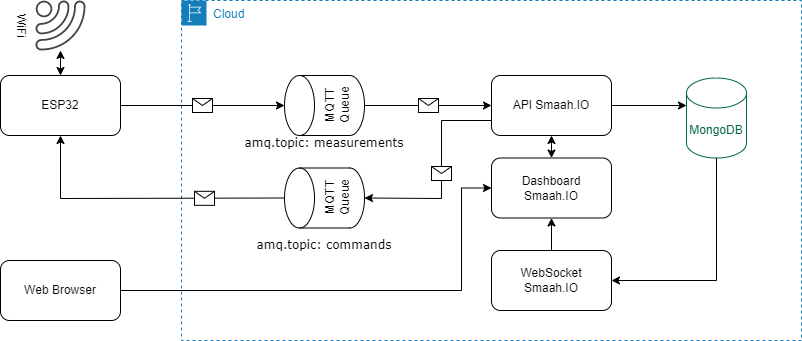 WiFi
Cloud
ESP32
MQTT
Queue
API Smaah.IO
MongoDB
amq.topic: measurements
MQTT
Queue
Dashboard
Smaah.IO
amq.topic: commands
Web Browser
WebSocket
Smaah.IO